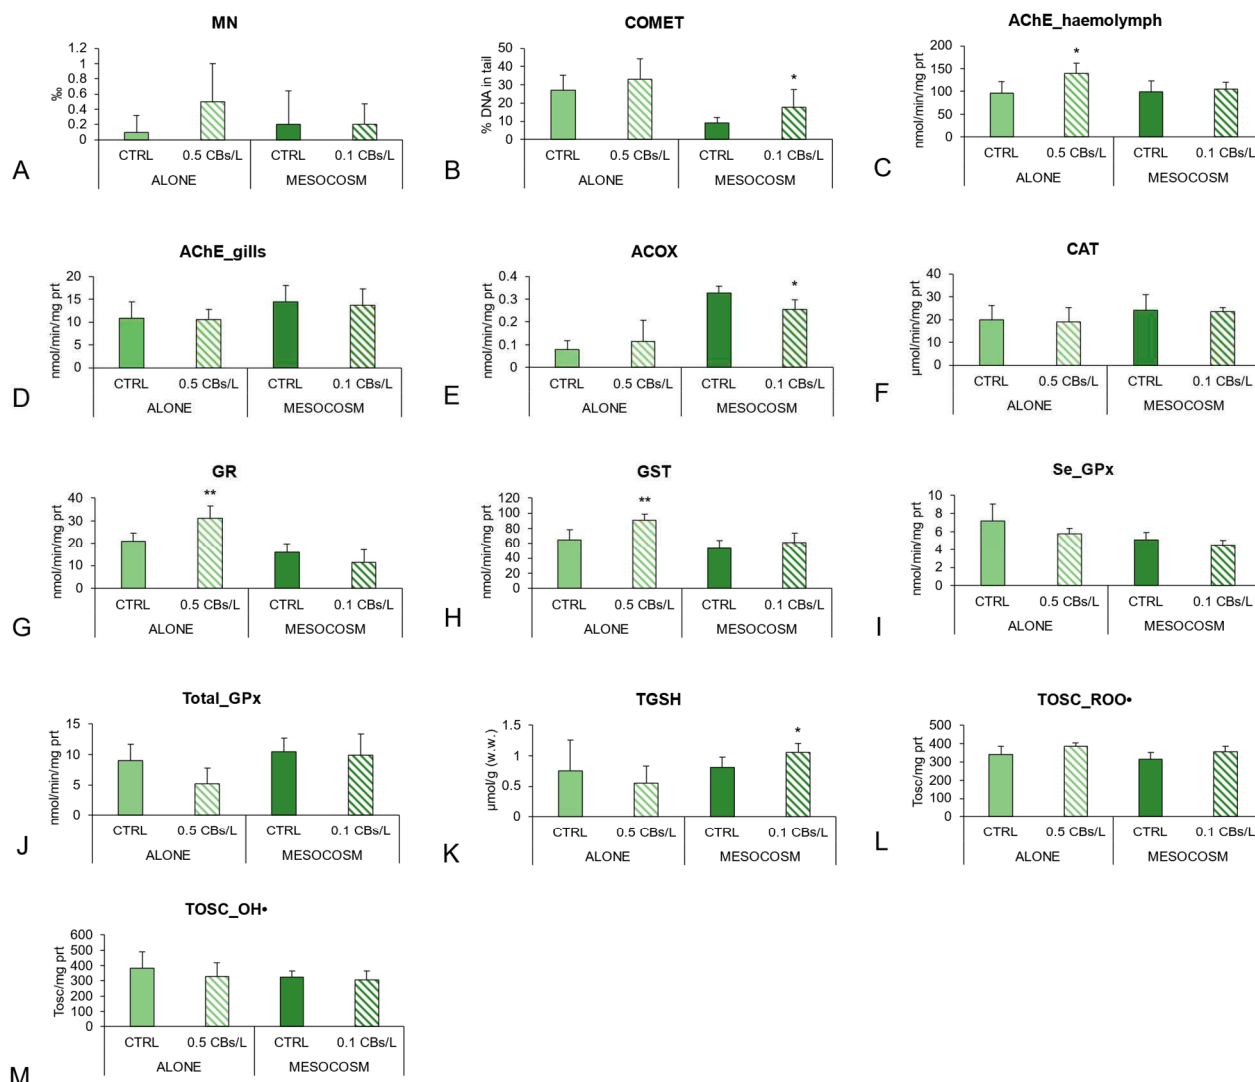 MN
1.2
1
0.8
0.6
0.4
0.2
0
‰
CTRL 0.5 CBs/L CTRL 0.1 CBs/L
ALONE MESOCOSM
A
COMET
50
40
30
20
10
0
% DNA in tail
*
CTRL 0.5 CBs/L CTRL 0.1 CBs/L
ALONE MESOCOSM
B
AChE_haemolymph
200
150
100
50
0
nmol/min/mg prt
*
CTRL 0.5 CBs/L CTRL 0.1 CBs/L
ALONE MESOCOSM
C
AChE_gills
20
15
10
5
0
nmol/min/mg prt
CTRL 0.5 CBs/L CTRL 0.1 CBs/L
ALONE MESOCOSM
D
ACOX
0.4
0.3
0.2
0.1
0
nmol/min/mg prt
*
CTRL 0.5 CBs/L CTRL 0.1 CBs/L
ALONE MESOCOSM
E
CAT
40
30
20
10
0
µmol/min/mg prt
CTRL 0.5 CBs/L CTRL 0.1 CBs/L
ALONE MESOCOSM
F
GR
40
30
20
10
0
nmol/min/mg prt
**
CTRL 0.5 CBs/L CTRL 0.1 CBs/L
ALONE MESOCOSM
G
GST
120
100
80
60
40
20
0
nmol/min/mg prt
**
CTRL 0.5 CBs/L CTRL 0.1 CBs/L
ALONE MESOCOSM
H
Se_GPx
10
8
6
4
2
0
nmol/min/mg prt
CTRL 0.5 CBs/L CTRL 0.1 CBs/L
ALONE MESOCOSM
I
Total_GPx
15
10
5
0
nmol/min/mg prt
CTRL 0.5 CBs/L CTRL 0.1 CBs/L
ALONE MESOCOSM
J
TGSH
1.5
1
0.5
0
µmol/g (w.w.)
*
CTRL 0.5 CBs/L CTRL 0.1 CBs/L
ALONE MESOCOSM
K
TOSC_ROO•
500
400
300
200
100
0
Tosc/mg prt
CTRL 0.5 CBs/L CTRL 0.1 CBs/L
ALONE MESOCOSM
L
TOSC_OH•
600
500
400
300
200
100
0
Tosc/mg prt
CTRL 0.5 CBs/L CTRL 0.1 CBs/L
ALONE MESOCOSM
M